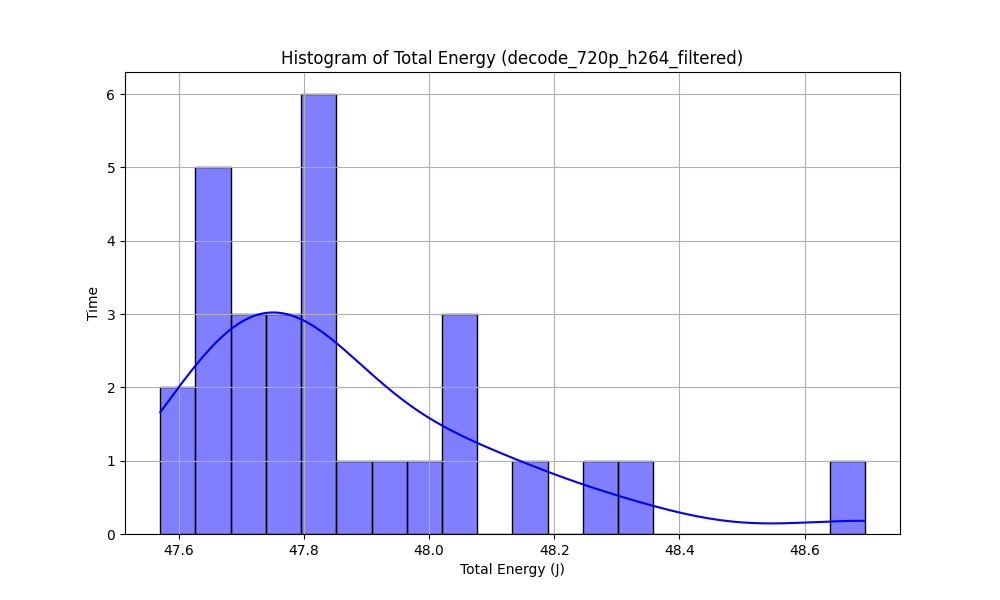 Histogram of Total Energy (decode_720p_h264_filtered)
6
5
4
3
2
1
0
Time
47.6 47.8 48.0 48.2 48.4 48.6
Total Energy (J)